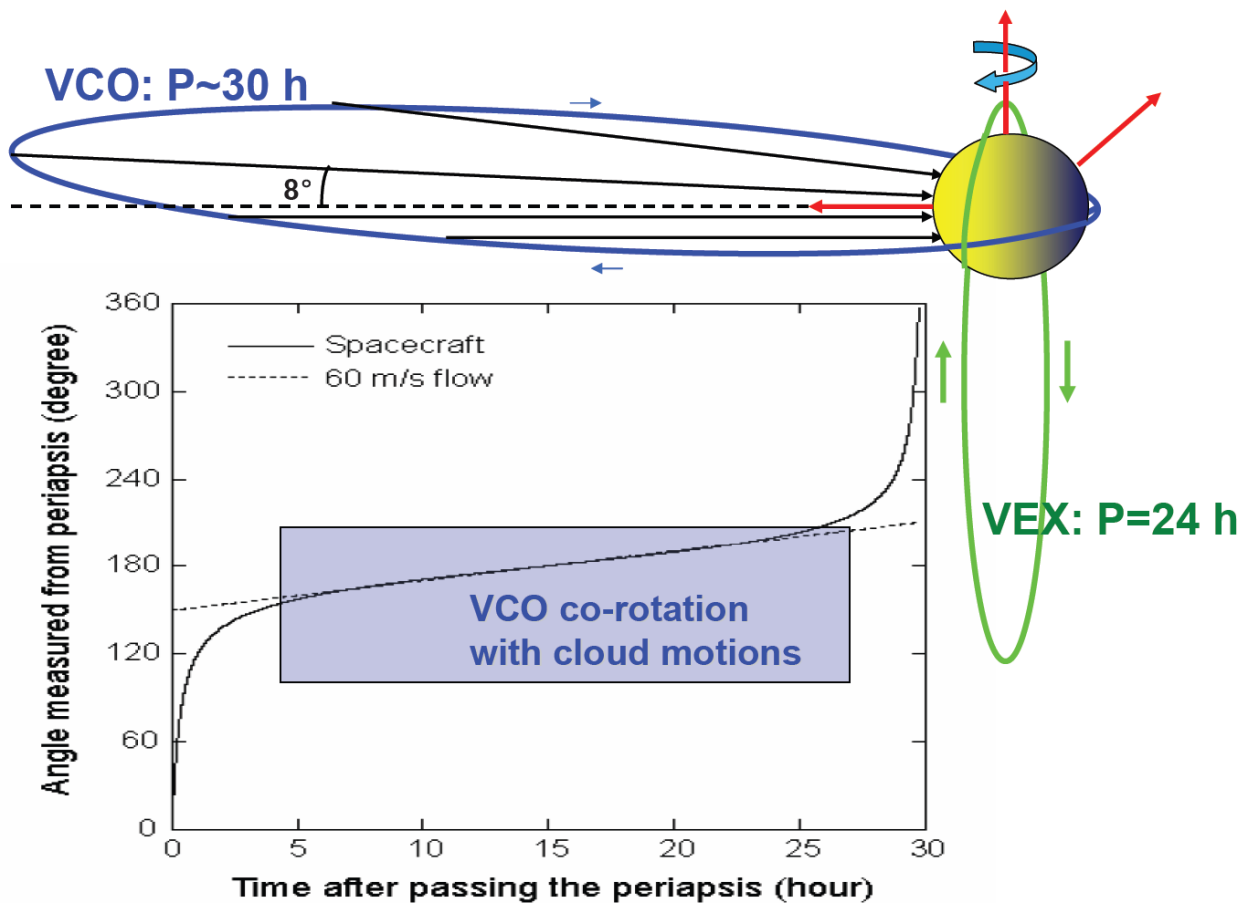 VCO: P~30 h
8°
Angle measured from periapsis (degree)
360
300
240
180
120
60
0
Spacecraft
60 m/s flow
VCO co-rotation
with cloud motions
VEX: P=24 h
0 5 10 15 20 25 30
Time after passing the periapsis (hour)